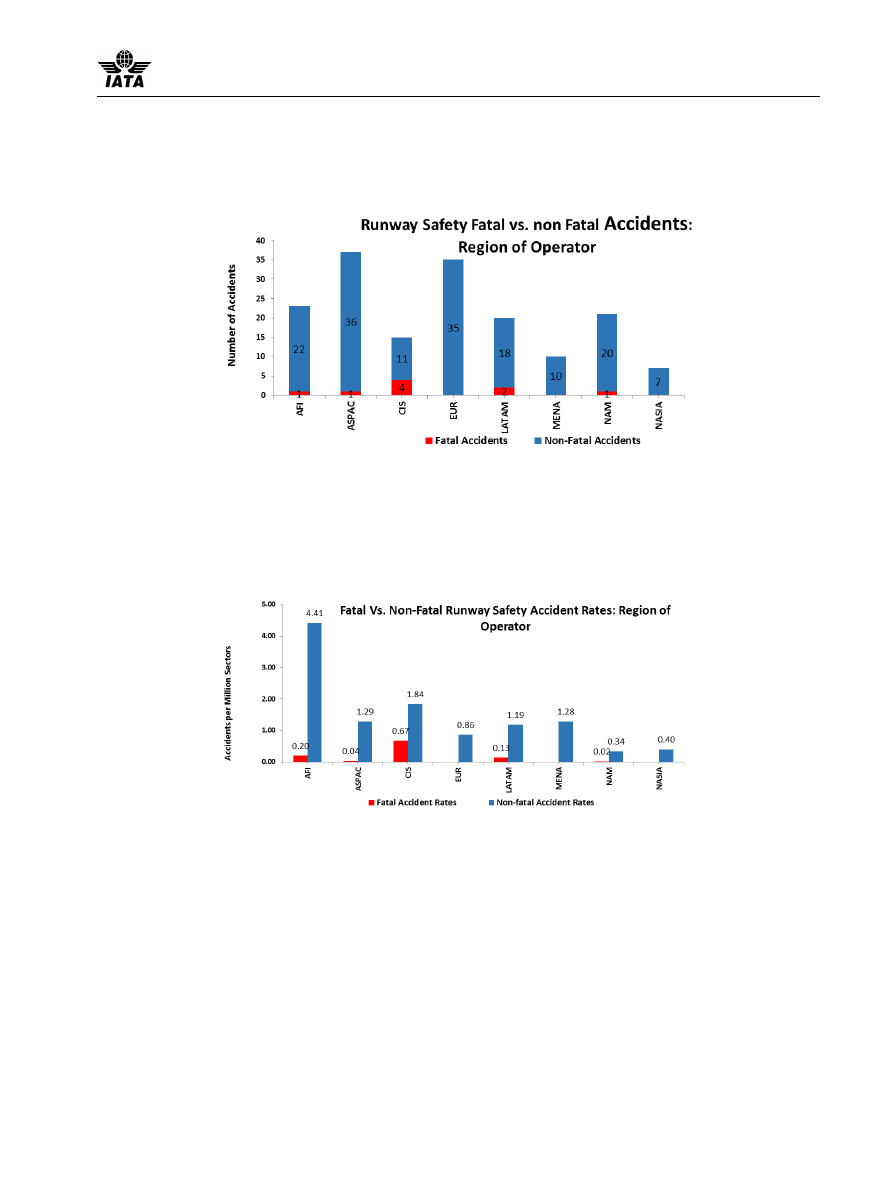 IATA
Runway Safety Fatal vs. non Fatal Accidents:
Region of Operator
Number of Accidents
40
35
30
25
20
15
10
5
0
22
1
36
1
11
4
35
18
2
10
20
1
7
AFI
ASPAC
CIS
EUR
LATAM
MENA
NAM
NASIA
Fatal Accidents Non-Fatal Accidents
Fatal Vs. Non-Fatal Runway Safety Accident Rates: Region of
Operator
Accidents per Million Sectors
5.00
4.00
3.00
2.00
1.00
0.00
0.20
4.41
0.04
1.29
0.67
1.84
0.86
0.13
1.19
1.28
0.02
0.34
0.40
AFI
ASPAC
CIS
EUR
LATAM
MENA
NAM
NASIA
Fatal Accident Rates Non-fatal Accident Rates